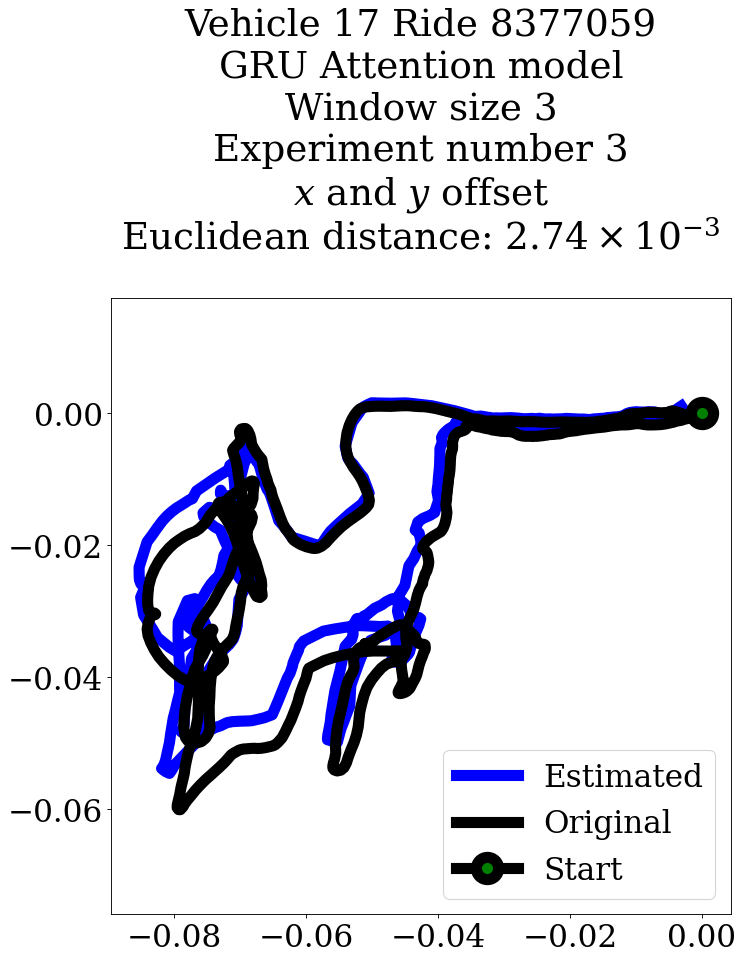 Vehicle 17 Ride 8377059
GRU Attention model
Window size 3
Experiment number 3
x and y offset
Euclidean distance: 2.74 × 10⁻³
0.00
−0.02
−0.04
−0.06
Estimated
Original
Start
−0.08 −0.06 −0.04 −0.02 0.00